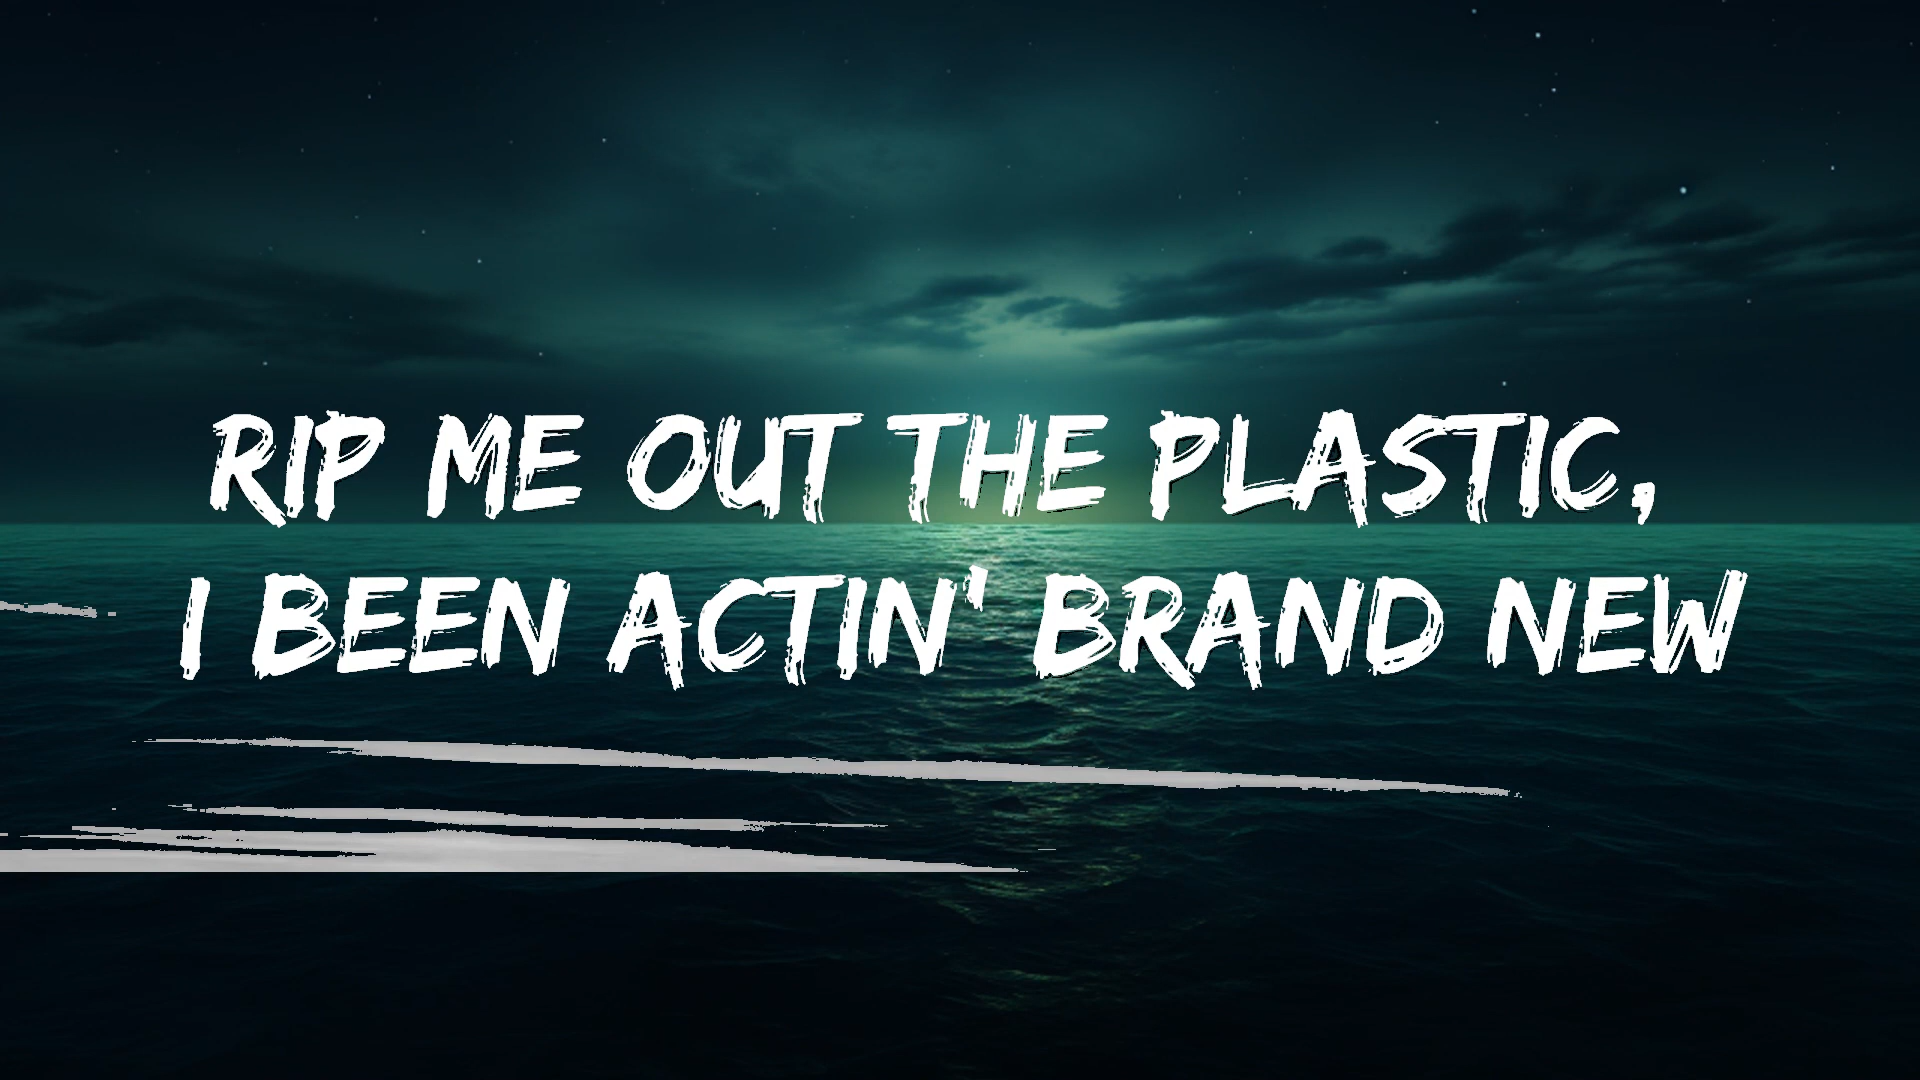 RIP ME OUT THE PLASTIC,
I BEEN ACTIN' BRAND NEW